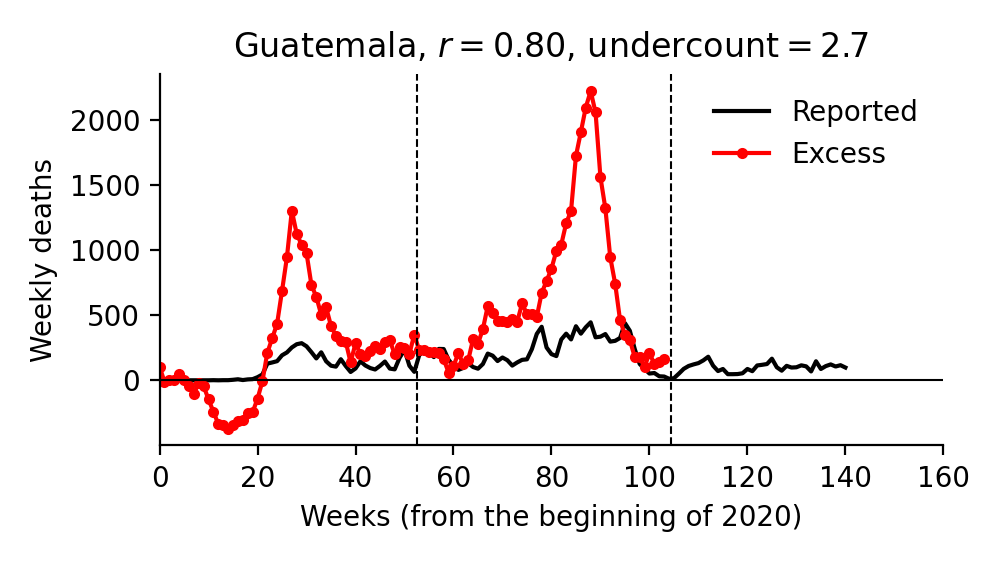 Guatemala, r = 0.80, undercount = 2.7
Reported
Excess
Weekly deaths
2000
1500
1000
500
0
0 20 40 60 80 100 120 140 160
Weeks (from the beginning of 2020)